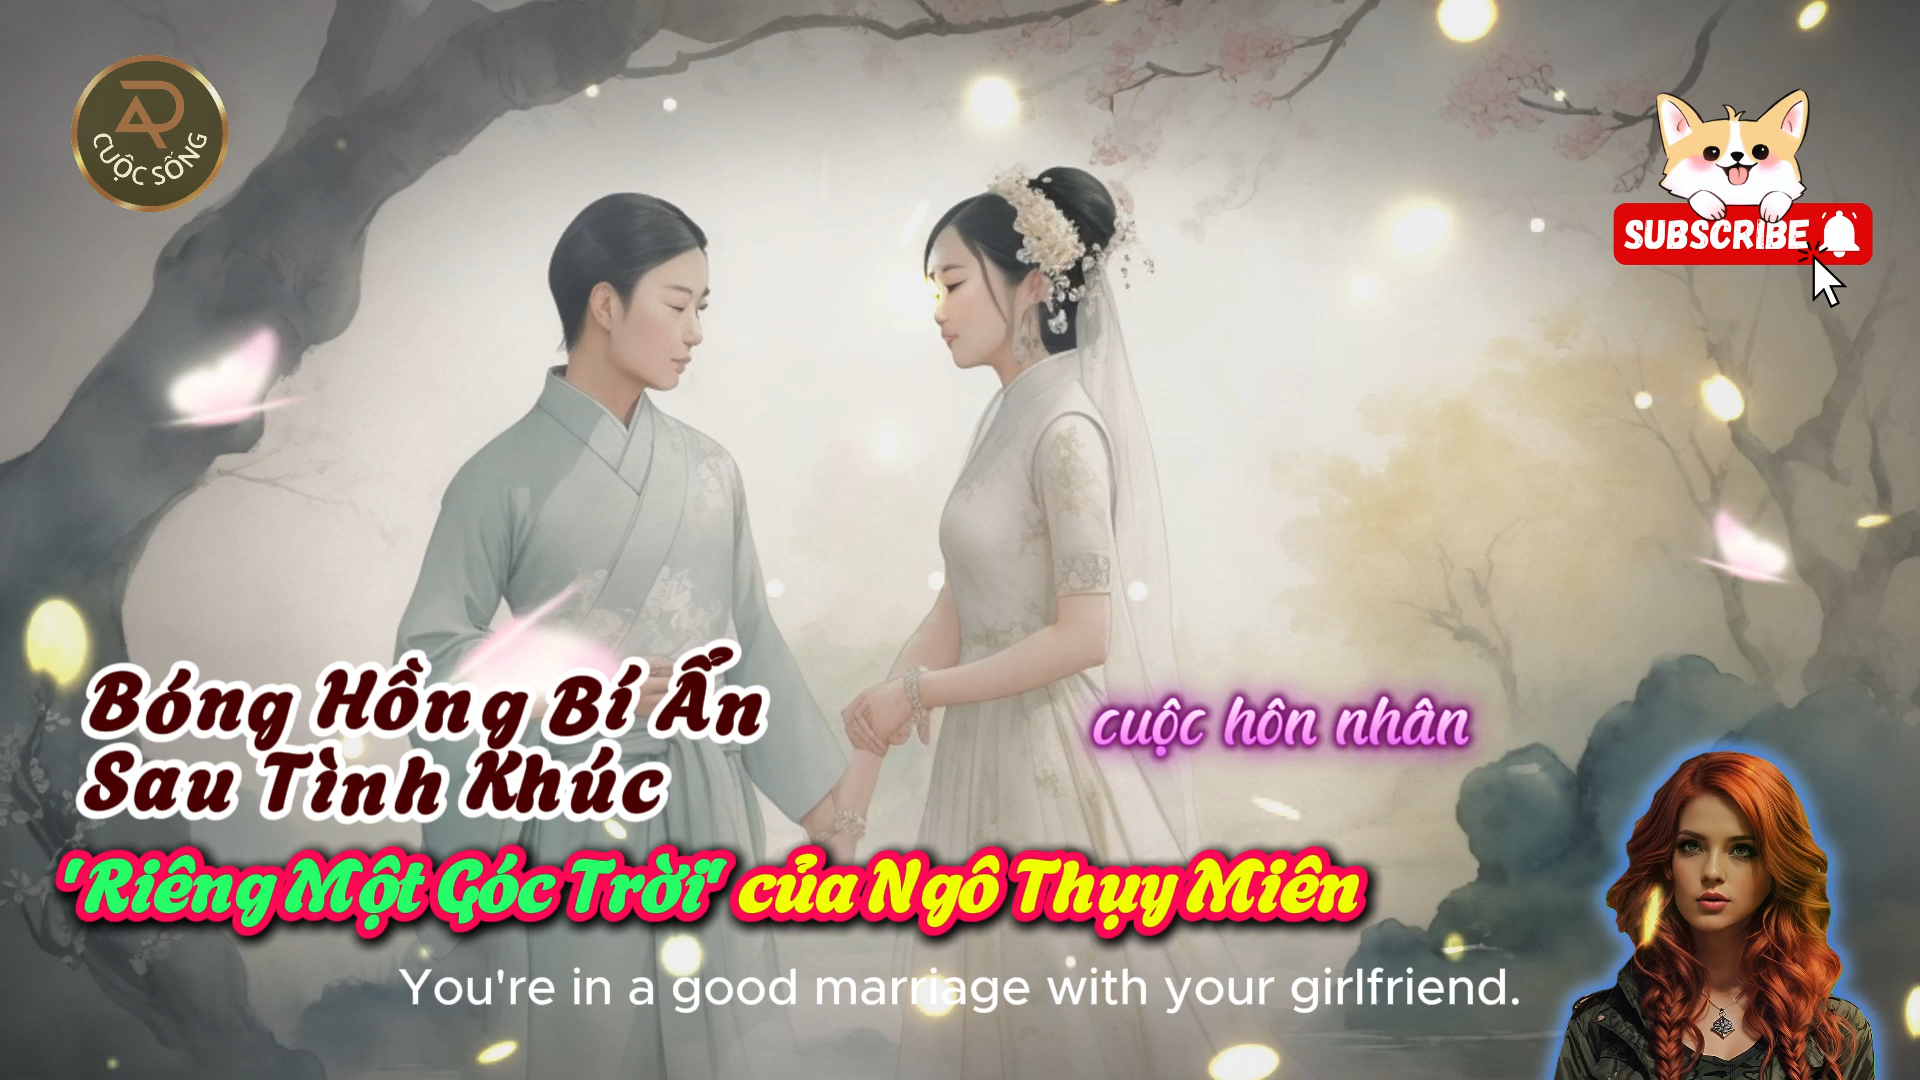 AR
CUỘC SỐNG
SUBSCRIBE
Bóng Hồng Bí Ẩn
Sau Tình Khúc
cuộc hôn nhân
'Riêng Một Góc Trời' của Ngô Thụy Miên
You're in a good marriage with your girlfriend.